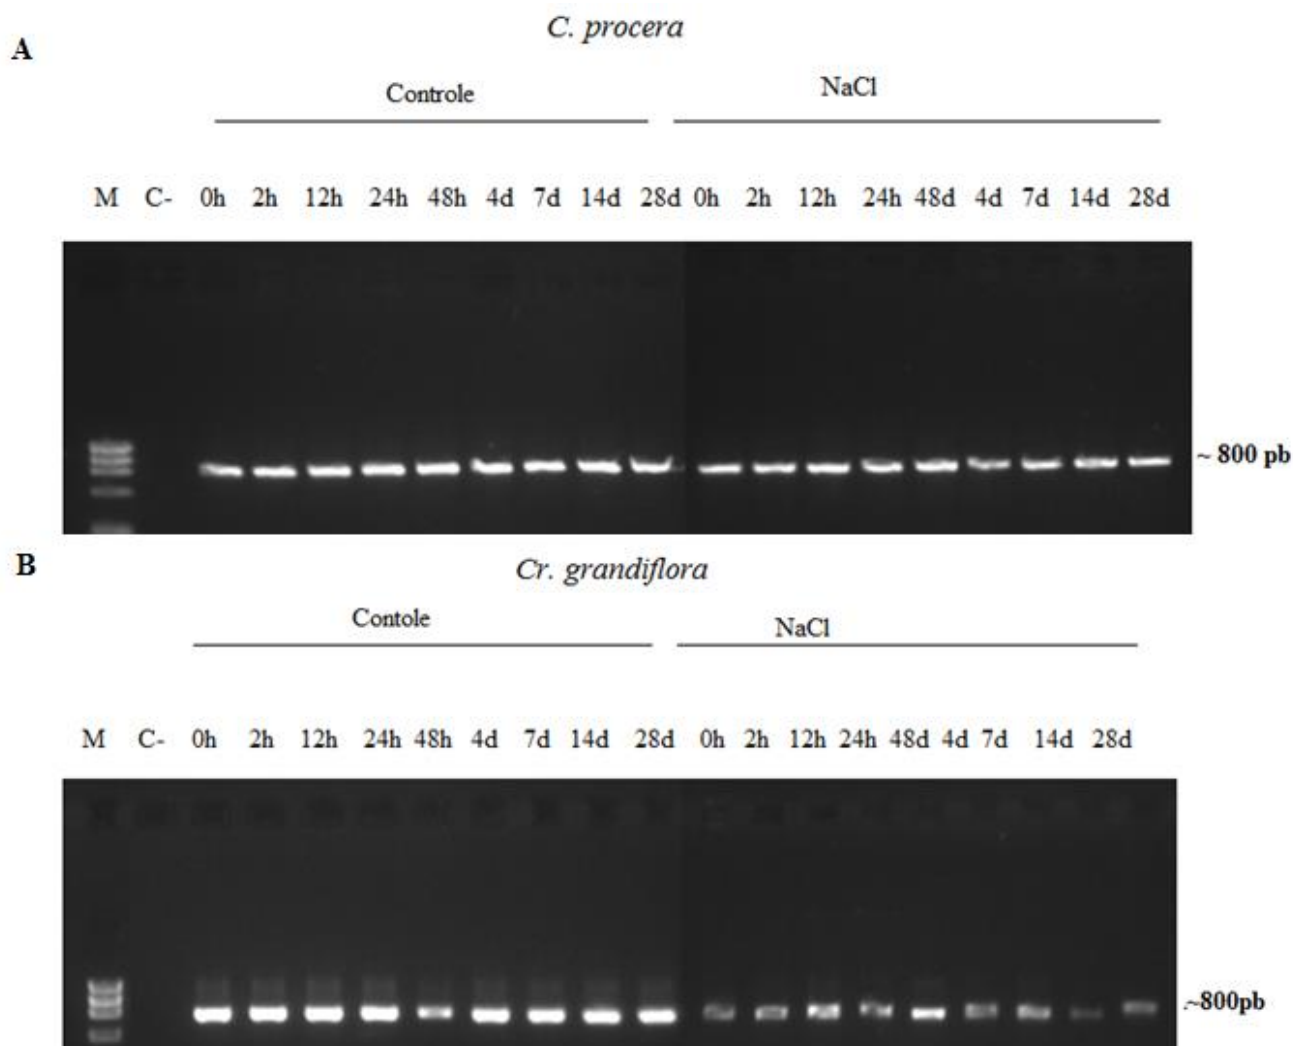 C. procera
A
Controle NaCl
M C- 0h 2h 12h 24h 48h 4d 7d 14d 28d 0h 2h 12h 24h 48d 4d 7d 14d 28d
~ 800 pb
B
Cr. grandiflora
Contole NaCl
M C- 0h 2h 12h 24h 48h 4d 7d 14d 28d 0h 2h 12h 24h 48d 4d 7d 14d 28d
~800pb